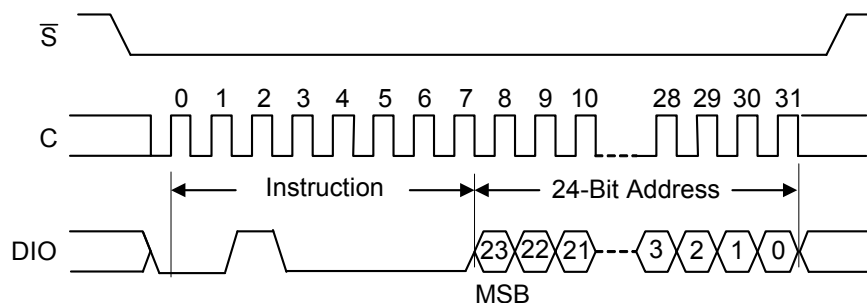 S
0 1 2 3 4 5 6 7 8 9 10 28 29 30 31
C
Instruction 24-Bit Address
DIO 23 22 21 3 2 1 0
MSB